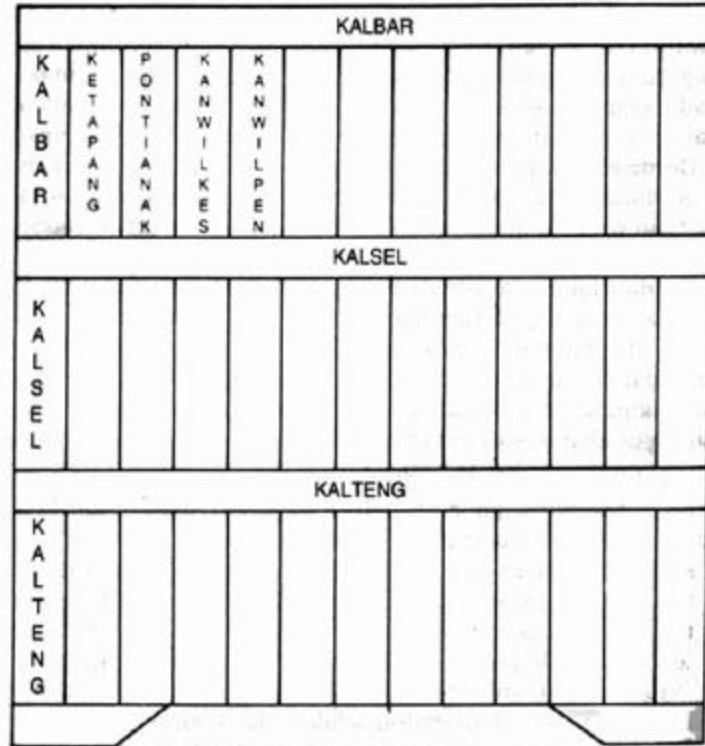 KALBAR
KALBAR
KETAPANG
PONTIANAK
KANWILKES
KANWILPEN
KALSEL
KALSEL
KALTENG
KALTENG